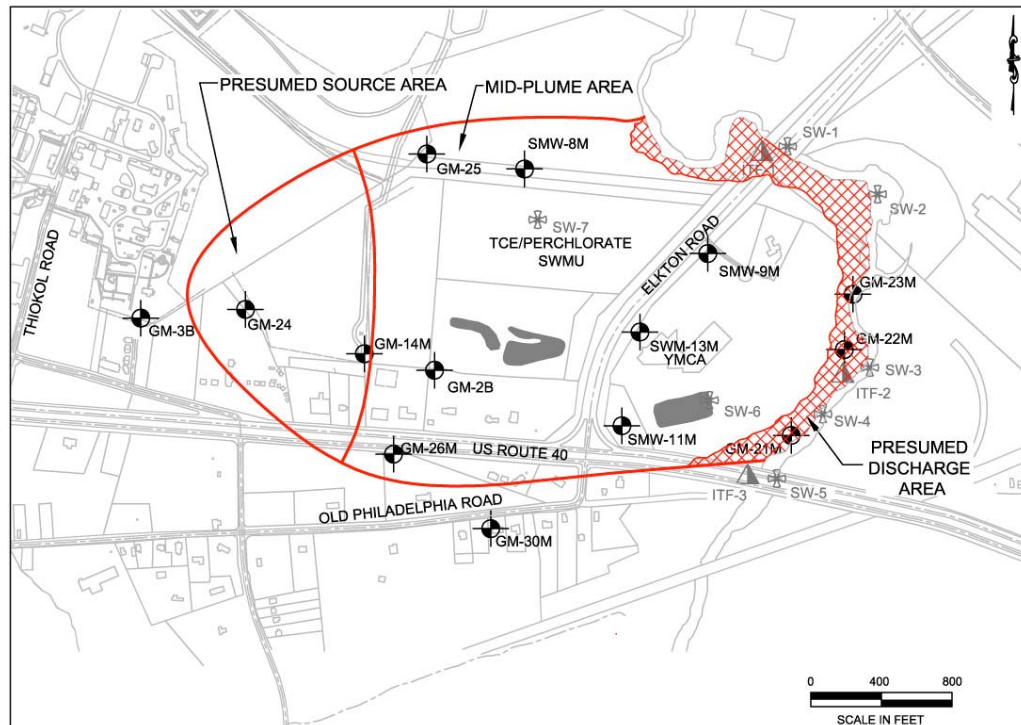 PRESUMED SOURCE AREA
MID-PLUME AREA
SW-1
SMW-8M
GM-25
SW-2
SW-7
TCE/PERCHLORATE
SWMU
ELKTON ROAD
SMW-9M
THIOKOL ROAD
GM-23M
GM-3B
GM-24
GM-14M
SWM-13M
YMCA
GM-22M
GM-2B
SW-3
ITF-2
SW-6
SW-4
SMW-11M
GM-21M
PRESUMED
DISCHARGE
AREA
GM-26M
US ROUTE 40
ITF-3
SW-5
OLD PHILADELPHIA ROAD
GM-30M
0
400
800
SCALE IN FEET